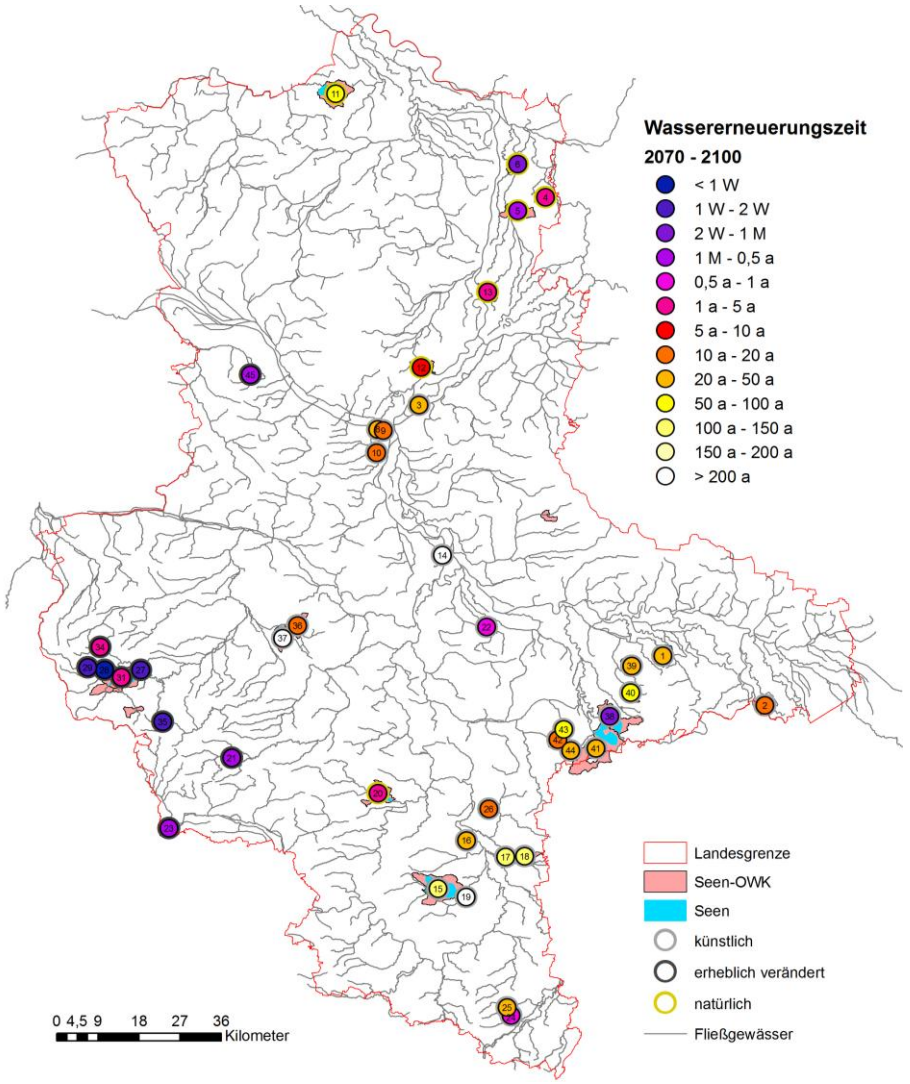 11
6
4
5
13
12
45
3
9
10
14
22
36
37
34
29
31
27
1
39
40
2
35
38
43
42
44
41
21
20
23
26
16
17
18
15
19
25
Wassererneuerungszeit
2070 - 2100
< 1 W
1 W - 2 W
2 W - 1 M
1 M - 0,5 a
0,5 a - 1 a
1 a - 5 a
5 a - 10 a
10 a - 20 a
20 a - 50 a
50 a - 100 a
100 a - 150 a
150 a - 200 a
> 200 a
Landesgrenze
Seen-OWK
Seen
künstlich
erheblich verändert
natürlich
Fließgewässer
0 4,5 9 18 27 36
Kilometer